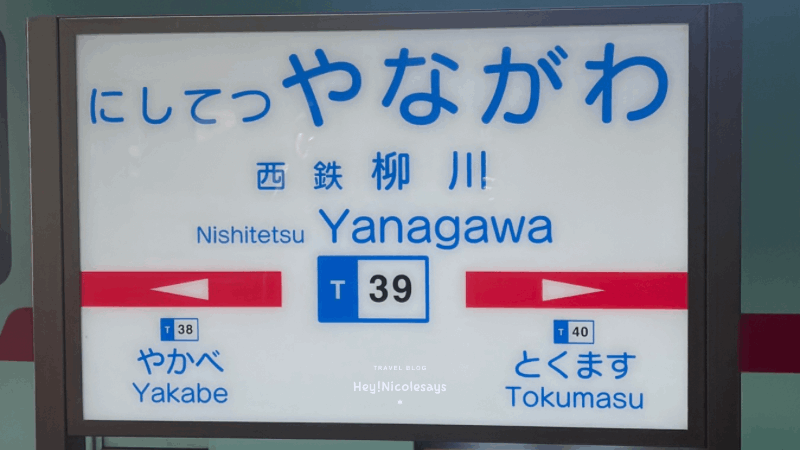 にしてつ やながわ
西鉄 柳川
Nishitetsu Yanagawa
T 39
T 38
やかべ
Yakabe
T 40
とくます
Tokumasu
TRAVEL BLOG
Hey!Nicolesays